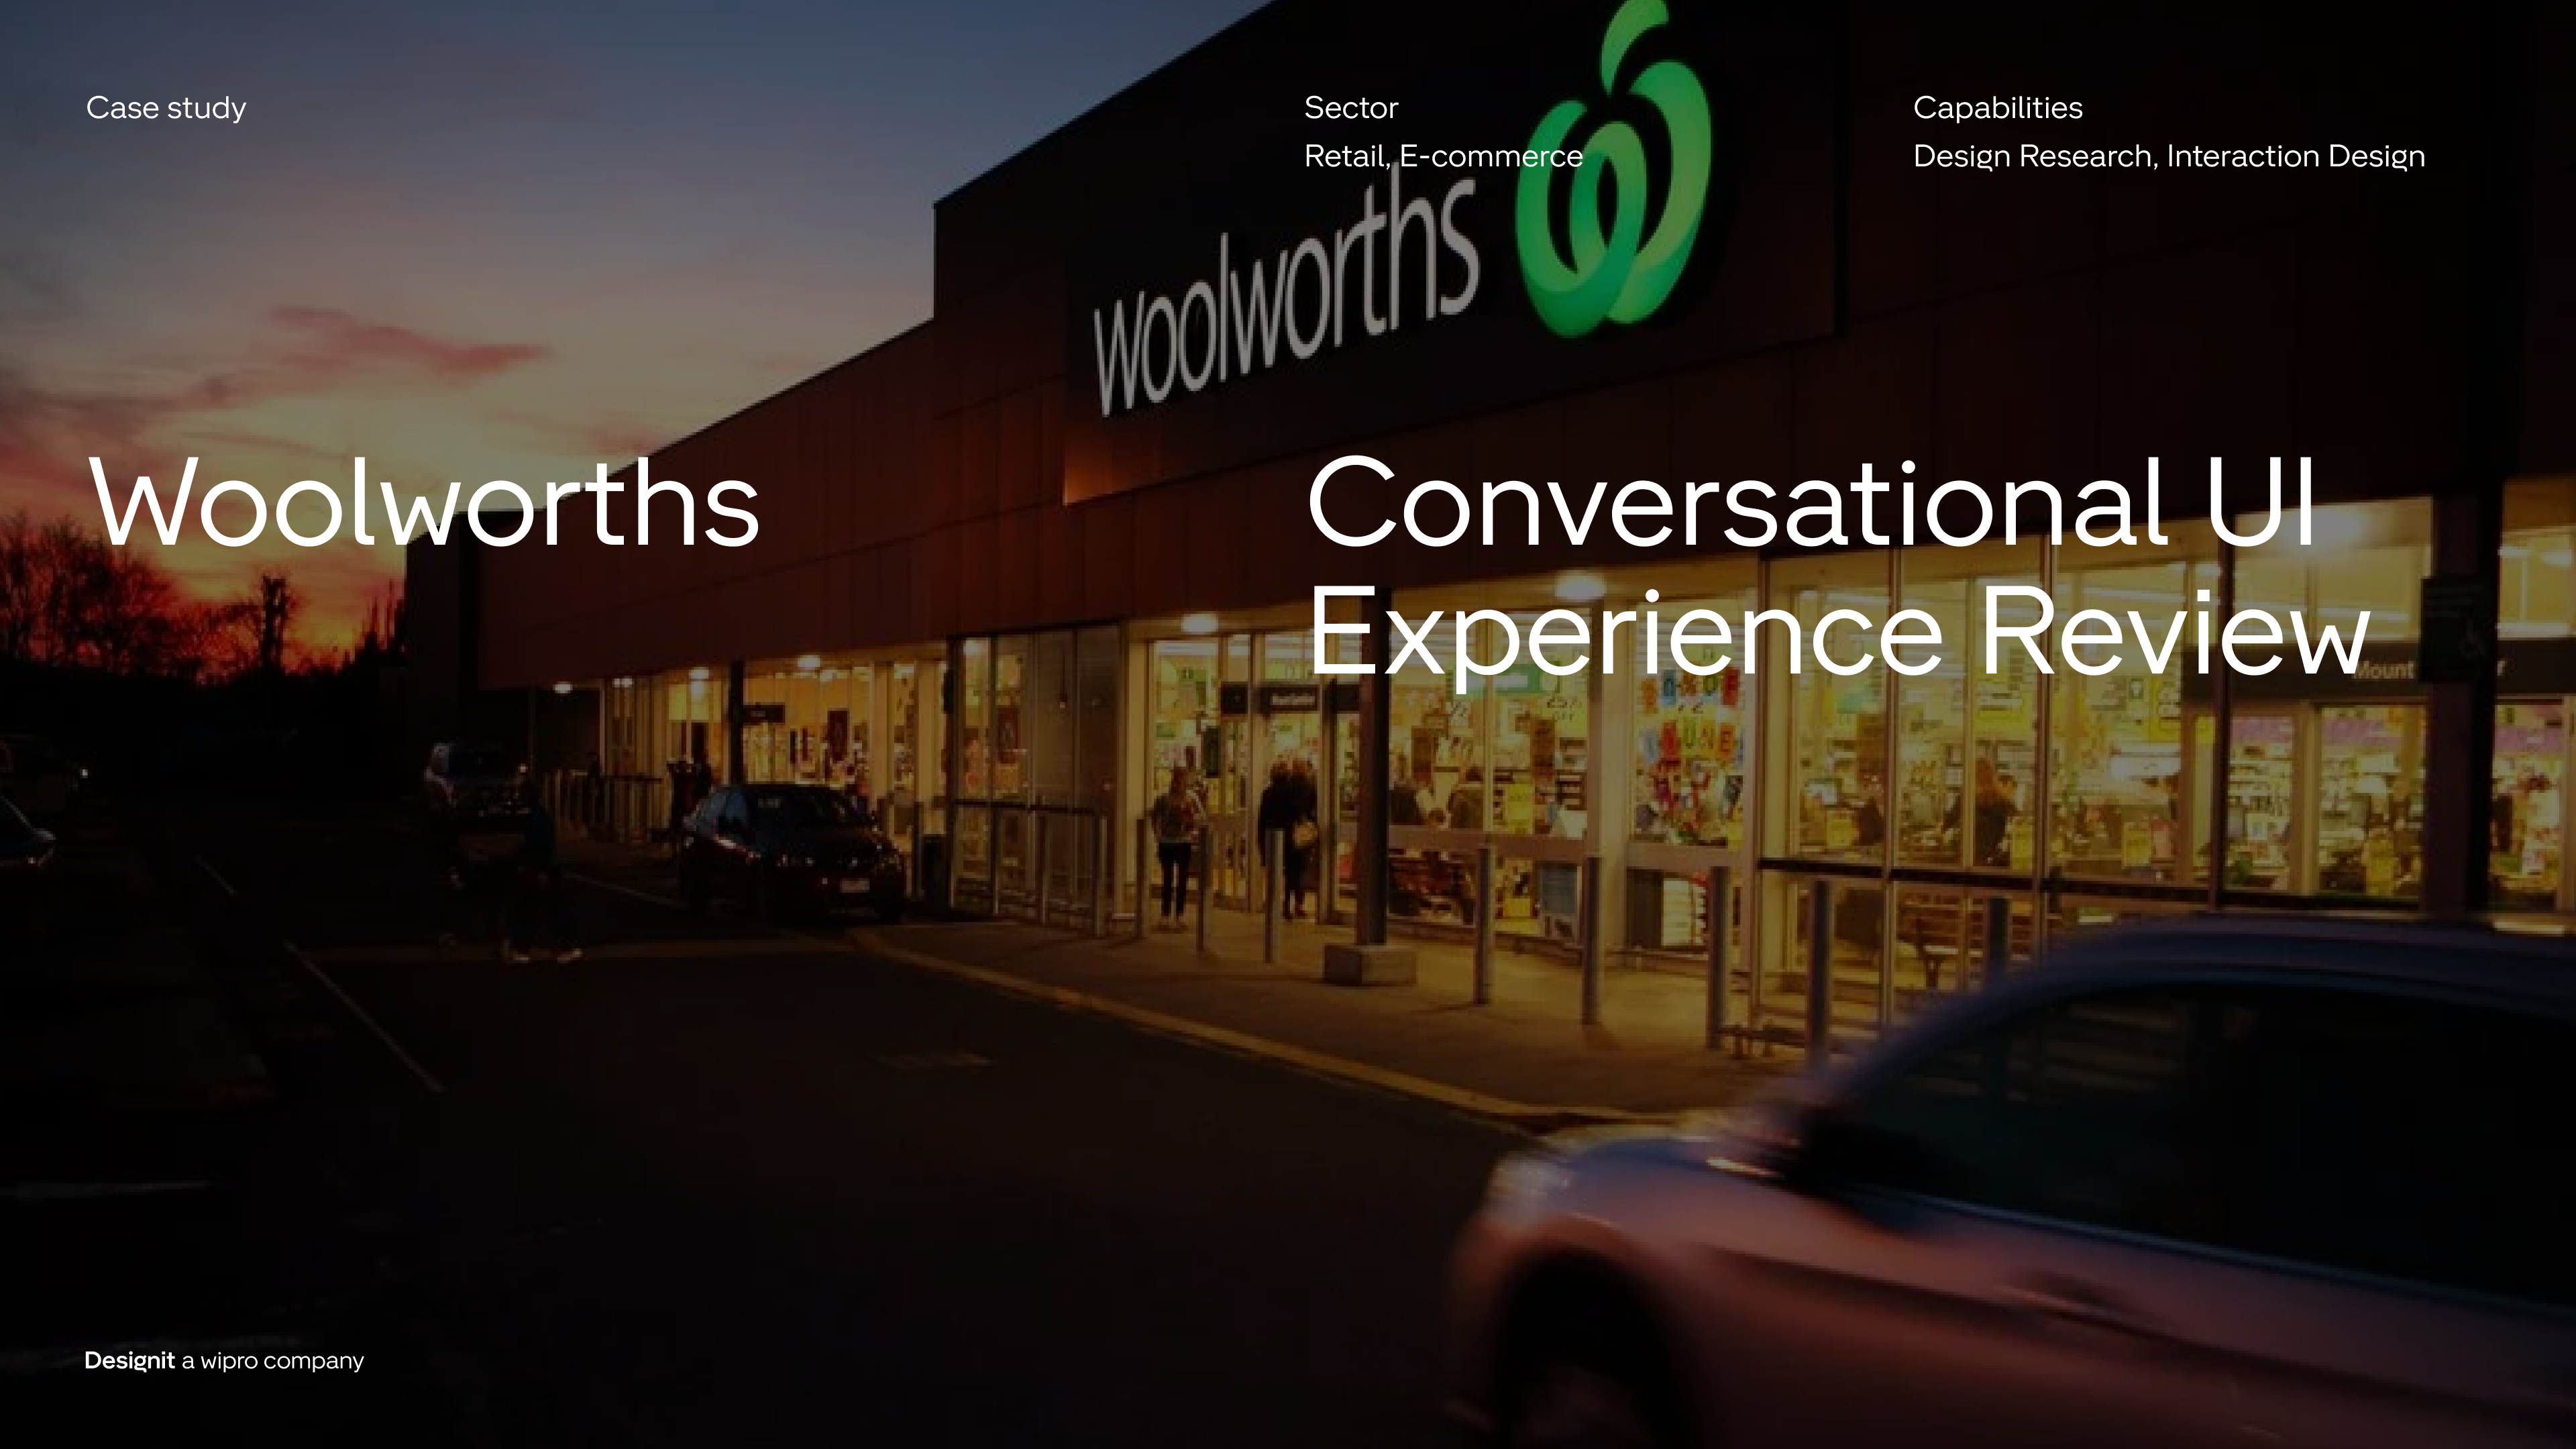 Case study
Sector
Retail, E-commerce
Capabilities
Design Research, Interaction Design
woolworths
Woolworths
Conversational UI
Experience Review
Mount
Designit a wipro company